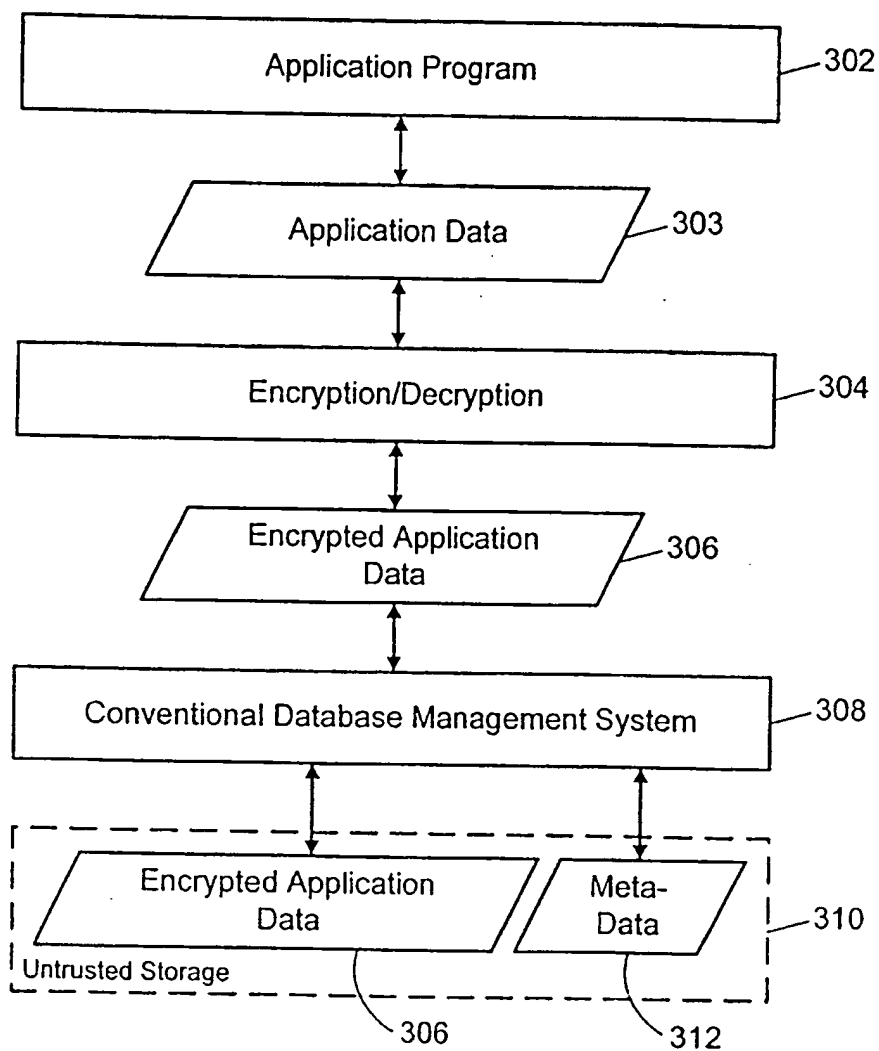 Application Program
302
Application Data
303
Encryption/Decryption
304
Encrypted Application
Data
306
Conventional Database Management System
308
Encrypted Application
Data
Meta-
Data
310
Untrusted Storage
306
312